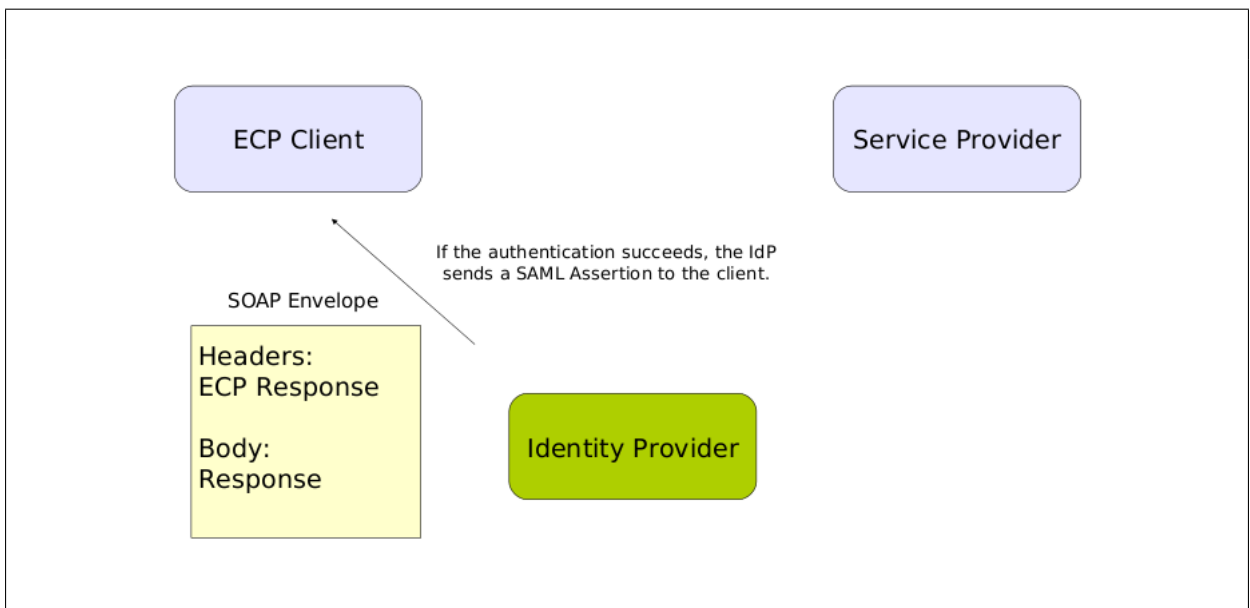 ECP Client
Service Provider
If the authentication succeeds, the IdP
sends a SAML Assertion to the client.
SOAP Envelope
Headers:
ECP Response
Body:
Response
Identity Provider